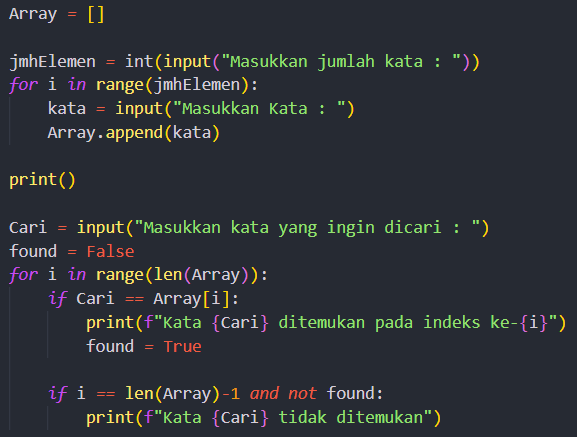 Array = []
jmhElemen = int(input("Masukkan jumlah kata : "))
for i in range(jmhElemen):
    kata = input("Masukkan Kata : ")
    Array.append(kata)
print()
Cari = input("Masukkan kata yang ingin dicari : ")
found = False
for i in range(len(Array)):
    if Cari == Array[i]:
        print(f"Kata {Cari} ditemukan pada indeks ke-{i}")
        found = True
    if i == len(Array)-1 and not found:
        print(f"Kata {Cari} tidak ditemukan")